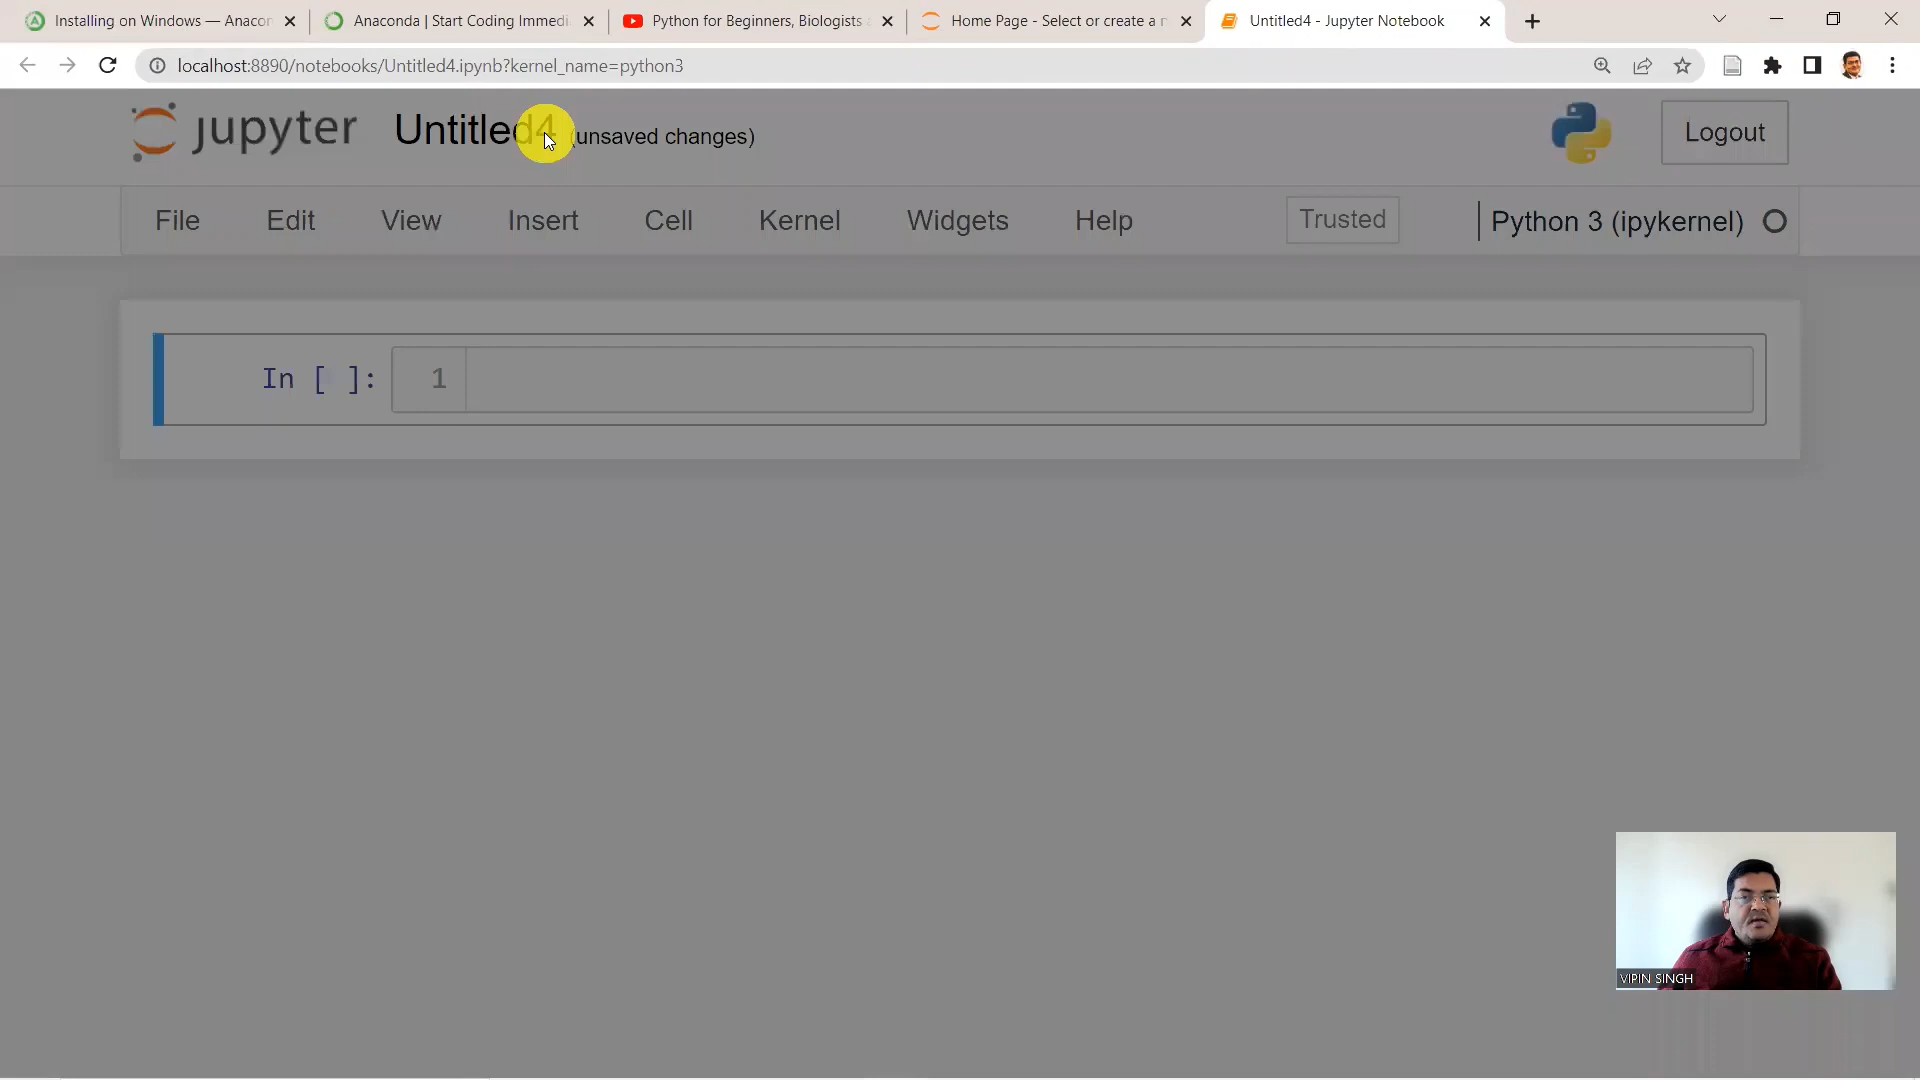 Installing on Windows — Anacon
Anaconda | Start Coding Immedi
Python for Beginners, Biologists a
Home Page - Select or create a n
Untitled4 - Jupyter Notebook
localhost:8890/notebooks/Untitled4.ipynb?kernel_name=python3
jupyter Untitled4 (unsaved changes) Logout
File Edit View Insert Cell Kernel Widgets Help Trusted Python 3 (ipykernel)
In [ ]: 1
VIPIN SINGH